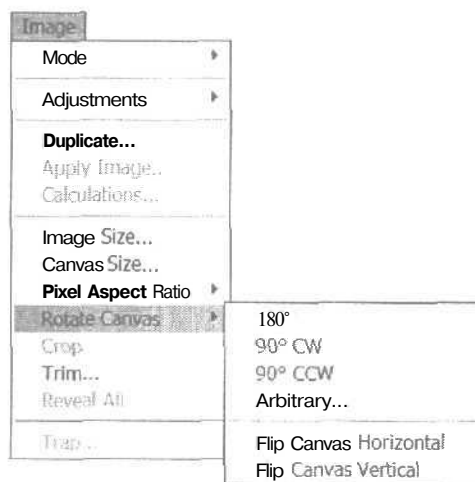 Image
Mode
Adjustments
Duplicate...
Apply Image...
Calculations...
Image Size...
Canvas Size...
Pixel Aspect Ratio
Rotate Canvas
Crop
Trim...
Reveal All
Trap...
180°
90° CW
90° CCW
Arbitrary...
Flip Canvas Horizontal
Flip Canvas Vertical